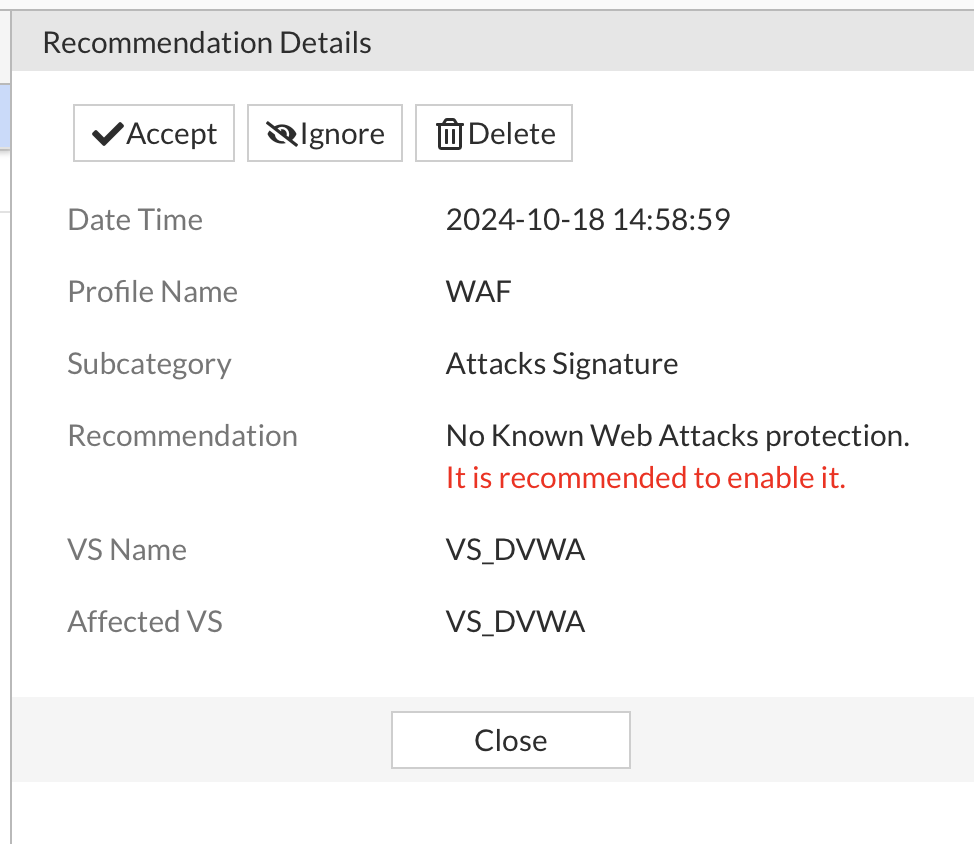 Recommendation Details
Accept Ignore Delete
Date Time 2024-10-18 14:58:59
Profile Name WAF
Subcategory Attacks Signature
Recommendation No Known Web Attacks protection.
It is recommended to enable it.
VS Name VS_DVWA
Affected VS VS_DVWA
Close